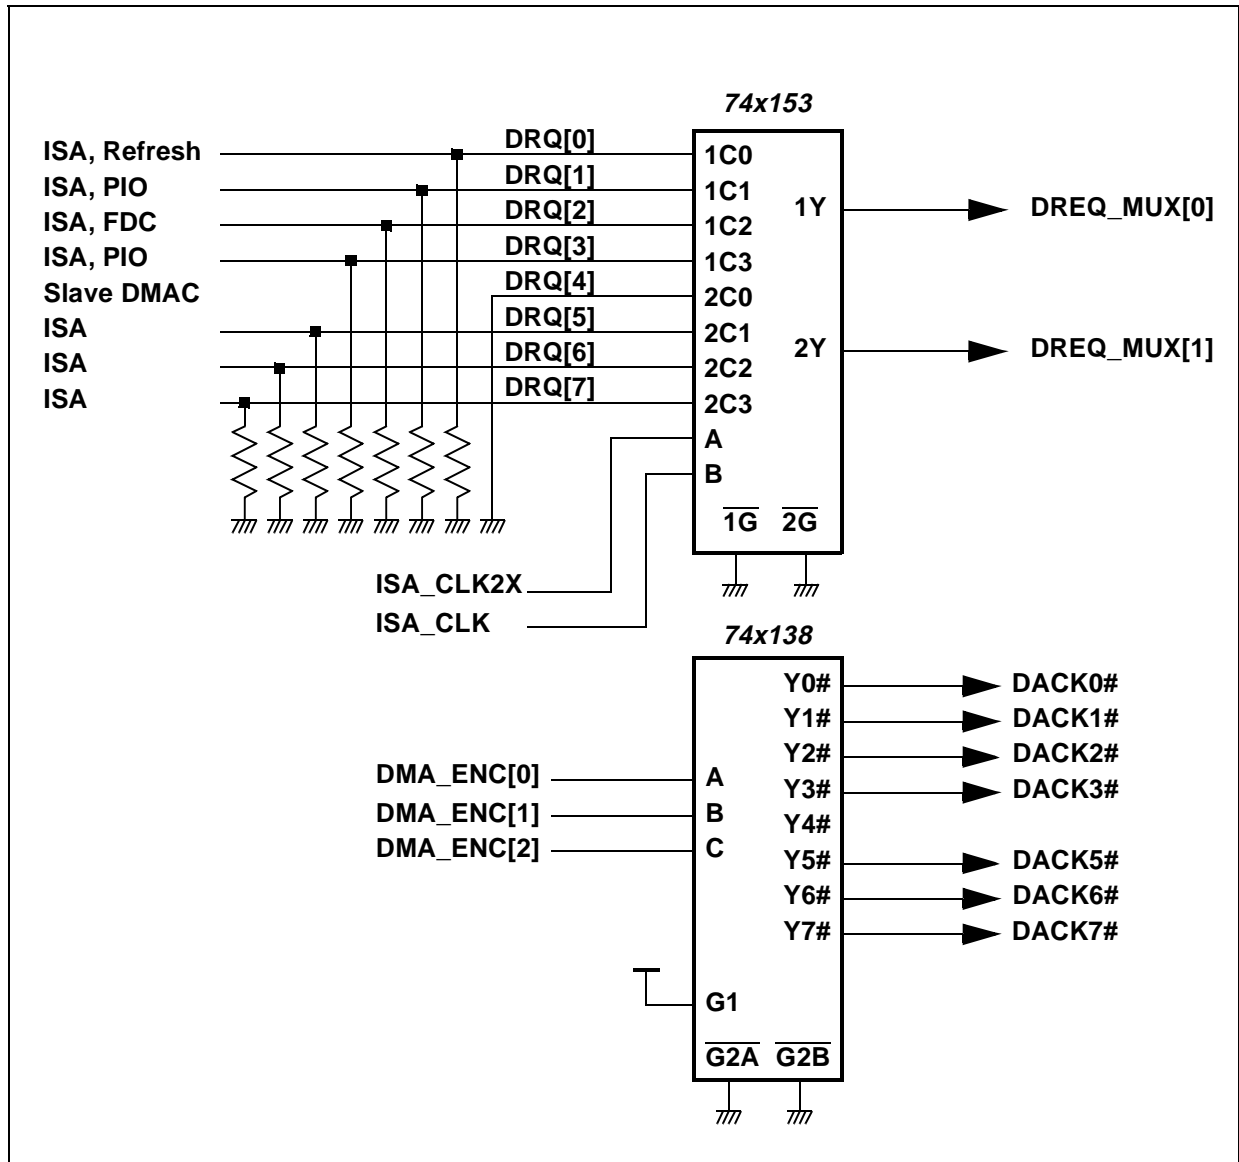 74x153
ISA, Refresh DRQ[0] 1C0
ISA, PIO DRQ[1] 1C1
1Y DREQ_MUX[0]
ISA, FDC DRQ[2] 1C2
ISA, PIO DRQ[3] 1C3
Slave DMAC DRQ[4] 2C0
ISA DRQ[5] 2C1
2Y DREQ_MUX[1]
ISA DRQ[6] 2C2
ISA DRQ[7] 2C3
A
B
1G 2G
ISA_CLK2X
ISA_CLK
74x138
Y0# DACK0#
Y1# DACK1#
Y2# DACK2#
DMA_ENC[0] A Y3# DACK3#
DMA_ENC[1] B Y4#
DMA_ENC[2] C Y5# DACK5#
Y6# DACK6#
Y7# DACK7#
G1
G2A G2B